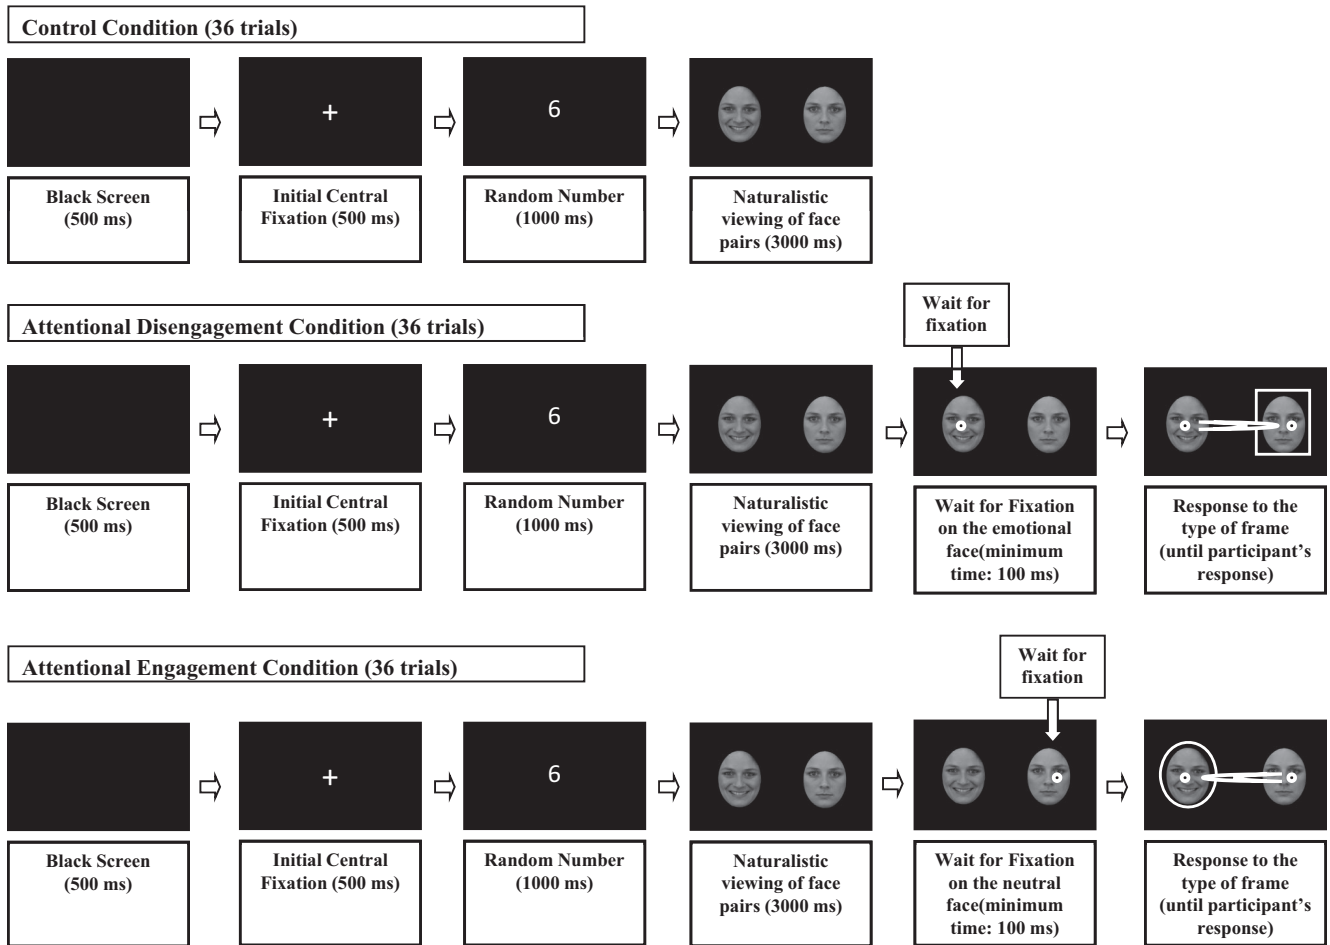 Control Condition (36 trials)
+
6
Black Screen
(500 ms)
Initial Central
Fixation (500 ms)
Random Number
(1000 ms)
Naturalistic
viewing of face
pairs (3000 ms)
Wait for
fixation
Attentional Disengagement Condition (36 trials)
+
6
Black Screen
(500 ms)
Initial Central
Fixation (500 ms)
Random Number
(1000 ms)
Naturalistic
viewing of face
pairs (3000 ms)
Wait for Fixation
on the emotional
face(minimum
time: 100 ms)
Response to the
type of frame
(until participant's
response)
Wait for
fixation
Attentional Engagement Condition (36 trials)
+
6
Black Screen
(500 ms)
Initial Central
Fixation (500 ms)
Random Number
(1000 ms)
Naturalistic
viewing of face
pairs (3000 ms)
Wait for Fixation
on the neutral
face(minimum
time: 100 ms)
Response to the
type of frame
(until participant's
response)